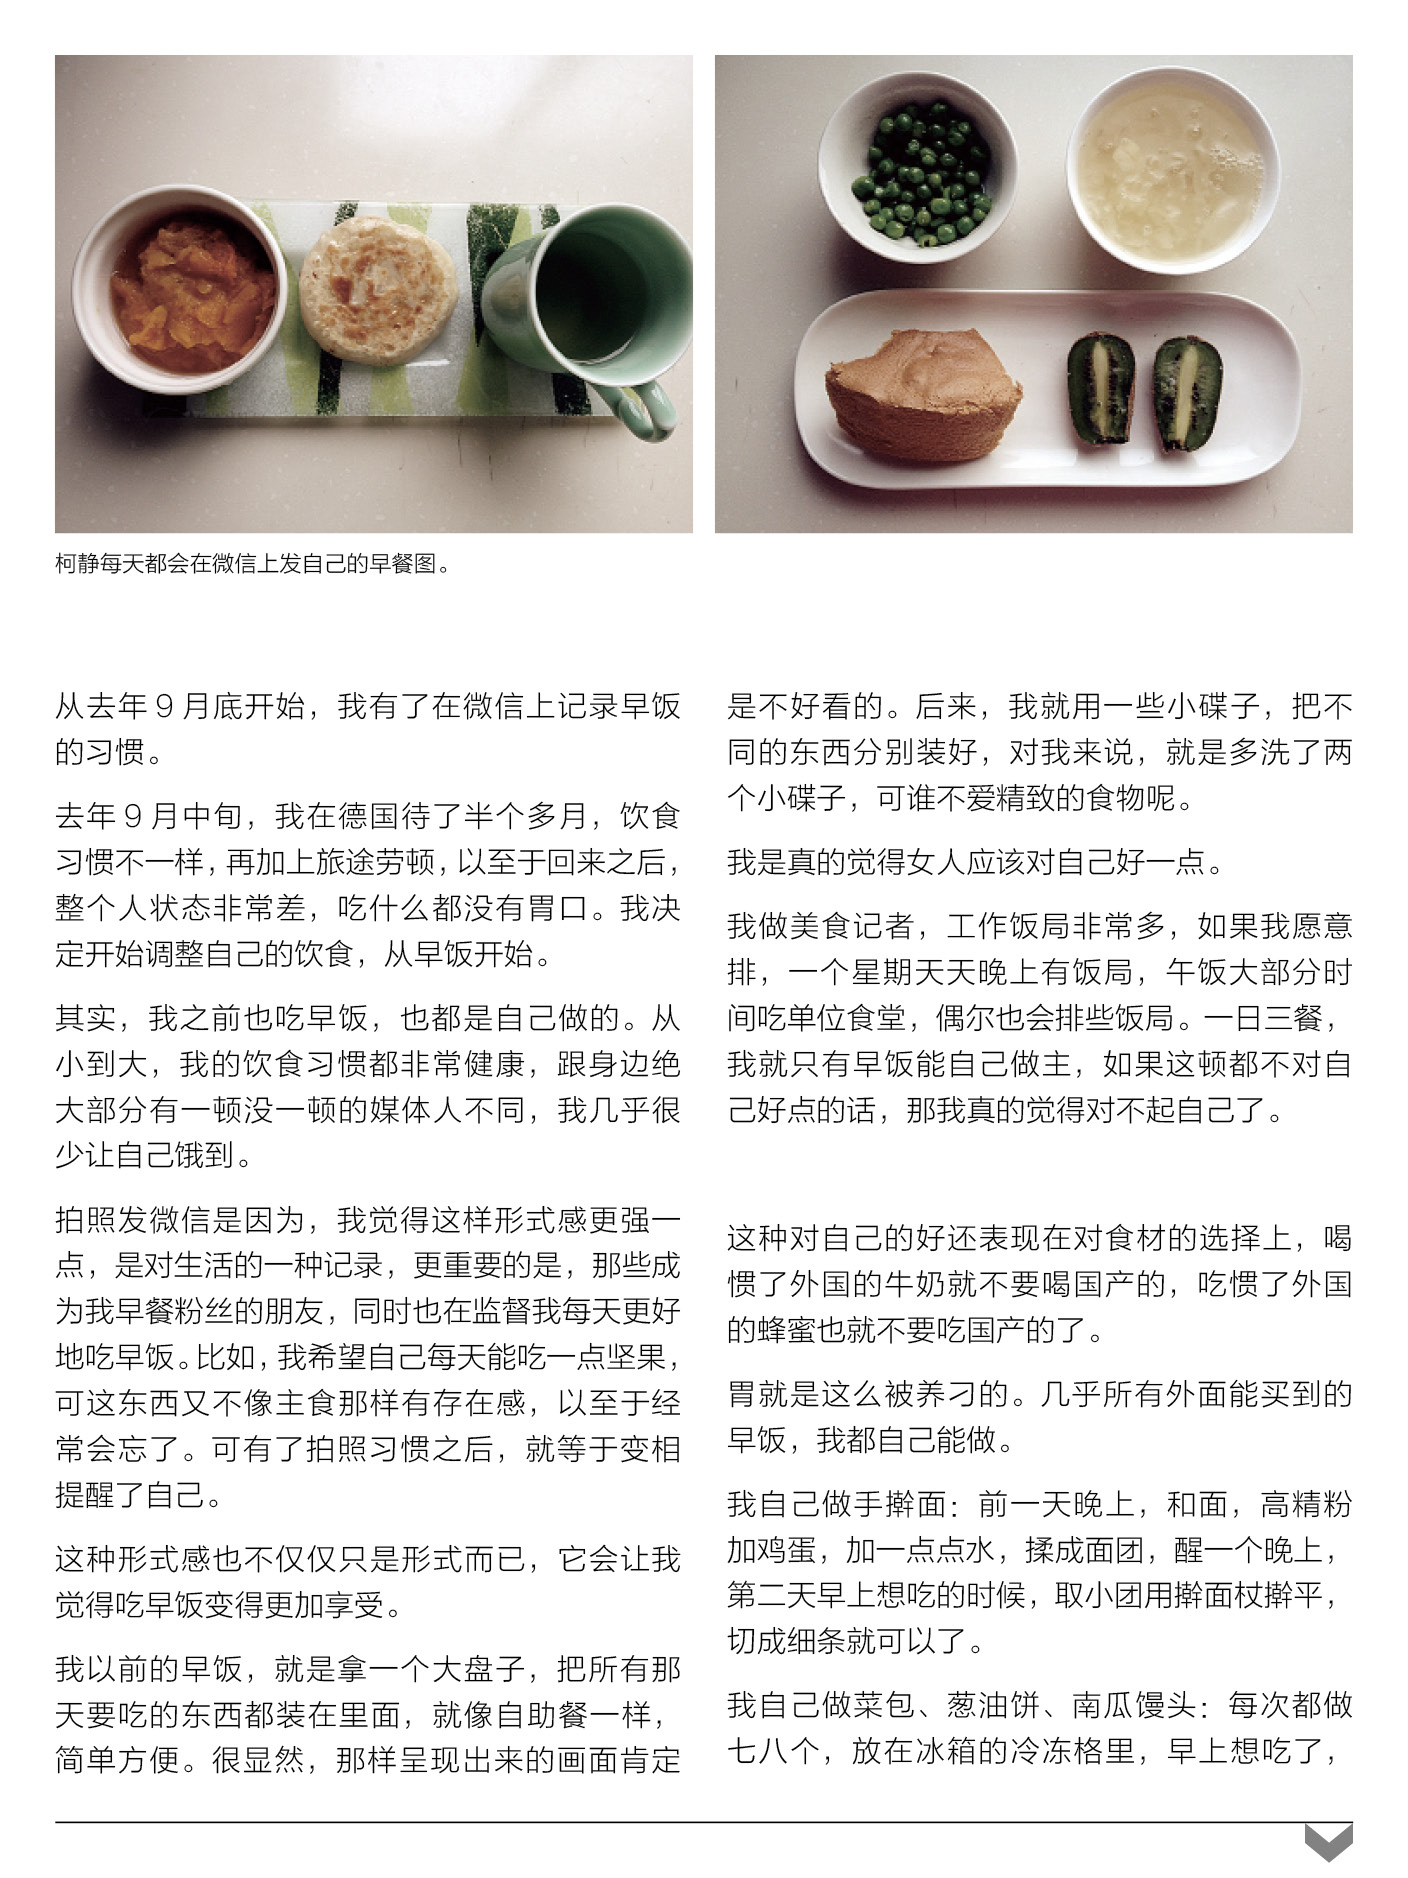 柯静每天都会在微信上发自己的早餐图。
从去年9月底开始，我有了在微信上记录早饭
的习惯。
去年9月中旬，我在德国待了半个多月，饮食
习惯不一样，再加上旅途劳顿，以至于回来之后，
整个人状态非常差，吃什么都没有胃口。我决
定开始调整自己的饮食，从早饭开始。
其实，我之前也吃早饭，也都是自己做的。从
小到大，我的饮食习惯都非常健康，跟身边绝
大部分有一顿没一顿的媒体人不同，我几乎很
少让自己饿到。
拍照发微信是因为，我觉得这样形式感更强一
点，是对生活的一种记录，更重要的是，那些成
为我早餐粉丝的朋友，同时也在监督我每天更好
地吃早饭。比如，我希望自己每天能吃一点坚果，
可这东西又不像主食那样有存在感，以至于经
常会忘了。可有了拍照习惯之后，就等于变相
提醒了自己。
这种形式感也不仅仅只是形式而已，它会让我
觉得吃早饭变得更加享受。
我以前的早饭，就是拿一个大盘子，把所有那
天要吃的东西都装在里面，就像自助餐一样，
简单方便。很显然，那样呈现出来的画面肯定
是不好看的。后来，我就用一些小碟子，把不
同的东西分别装好，对我来说，就是多洗了两
个小碟子，可谁不爱精致的食物呢。
我是真的觉得女人应该对自己好一点。
我做美食记者，工作饭局非常多，如果我愿意
排，一个星期天天晚上有饭局，午饭大部分时
间吃单位食堂，偶尔也会排些饭局。一日三餐，
我就只有早饭能自己做主，如果这顿都不对自
己好点的话，那我真的觉得对不起自己了。
这种对自己的好还表现在对食材的选择上，喝
惯了外国的牛奶就不要喝国产的，吃惯了外国
的蜂蜜也就不要吃国产的了。
胃就是这么被养刁的。几乎所有外面能买到的
早饭，我都自己能做。
我自己做手擀面：前一天晚上，和面，高精粉
加鸡蛋，加一点点水，揉成面团，醒一个晚上，
第二天早上想吃的时候，取小团用擀面杖擀平，
切成细条就可以了。
我自己做菜包、葱油饼、南瓜馒头：每次都做
七八个，放在冰箱的冷冻格里，早上想吃了，